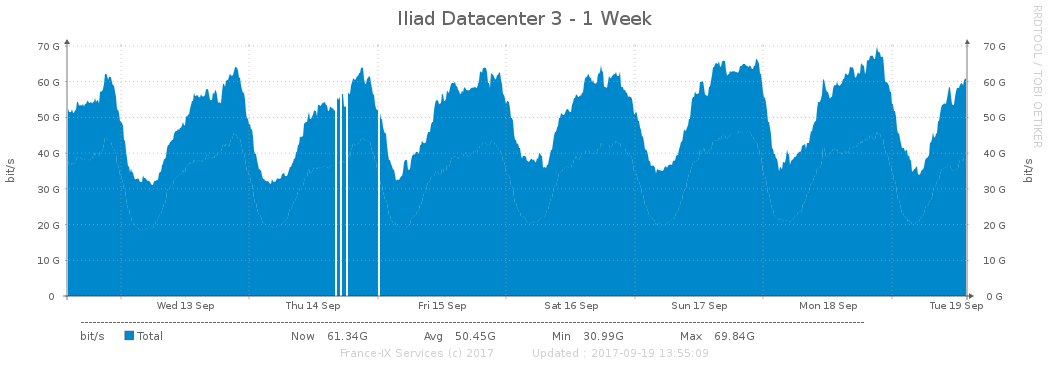 Iliad Datacenter 3 - 1 Week
RRDTOOL / TOBI OETIKER
70 G 70 G
60 G 60 G
50 G 50 G
40 G 40 G
30 G 30 G
20 G 20 G
10 G 10 G
0 0 G
bit/s bit/s
Wed 13 Sep Thu 14 Sep Fri 15 Sep Sat 16 Sep Sun 17 Sep Mon 18 Sep Tue 19 Sep
bit/s Total Now 61.34G Avg 50.45G Min 30.99G Max 69.84G
France-IX Services (c) 2017 Updated : 2017-09-19 13:55:09